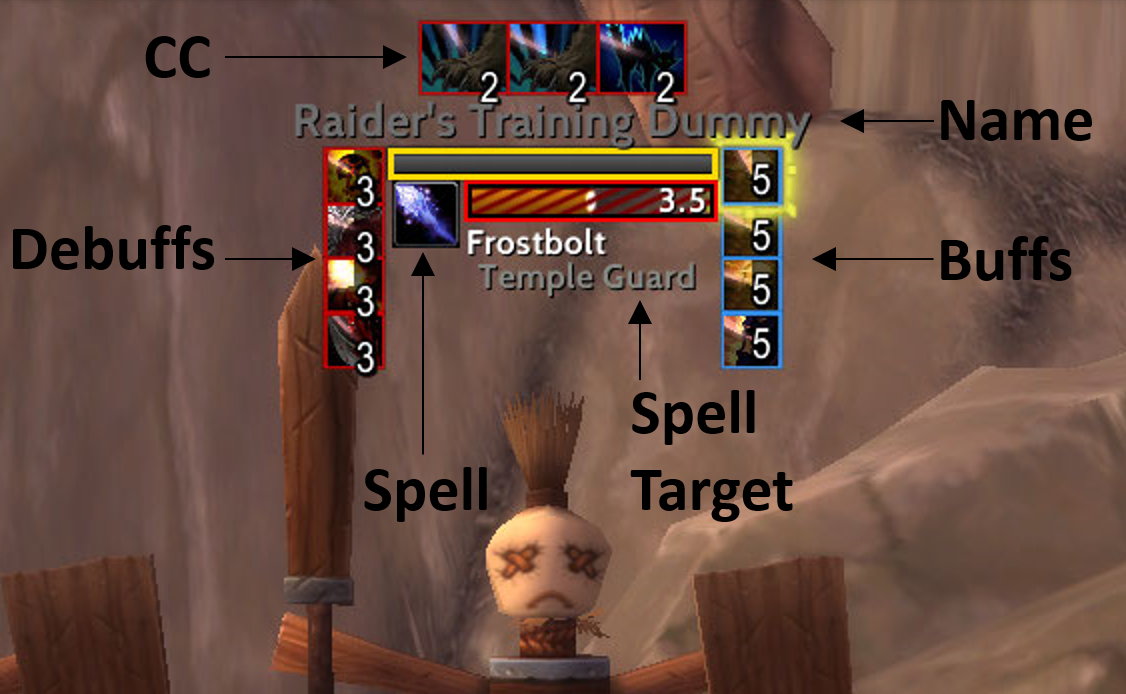 CC
2 2 2
Raider's Training Dummy
Name
3
5
3.5
3
5
Frostbolt
Debuffs
Temple Guard
Buffs
3
5
3
5
Spell
Target
Spell